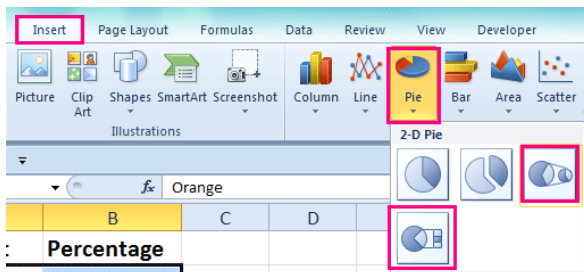 Insert Page Layout Formulas Data Review View Developer
Picture Clip Art Shapes SmartArt Screenshot Column Line Pie Bar Area Scatter
Illustrations
2-D Pie
fx Orange
B C D
Percentage